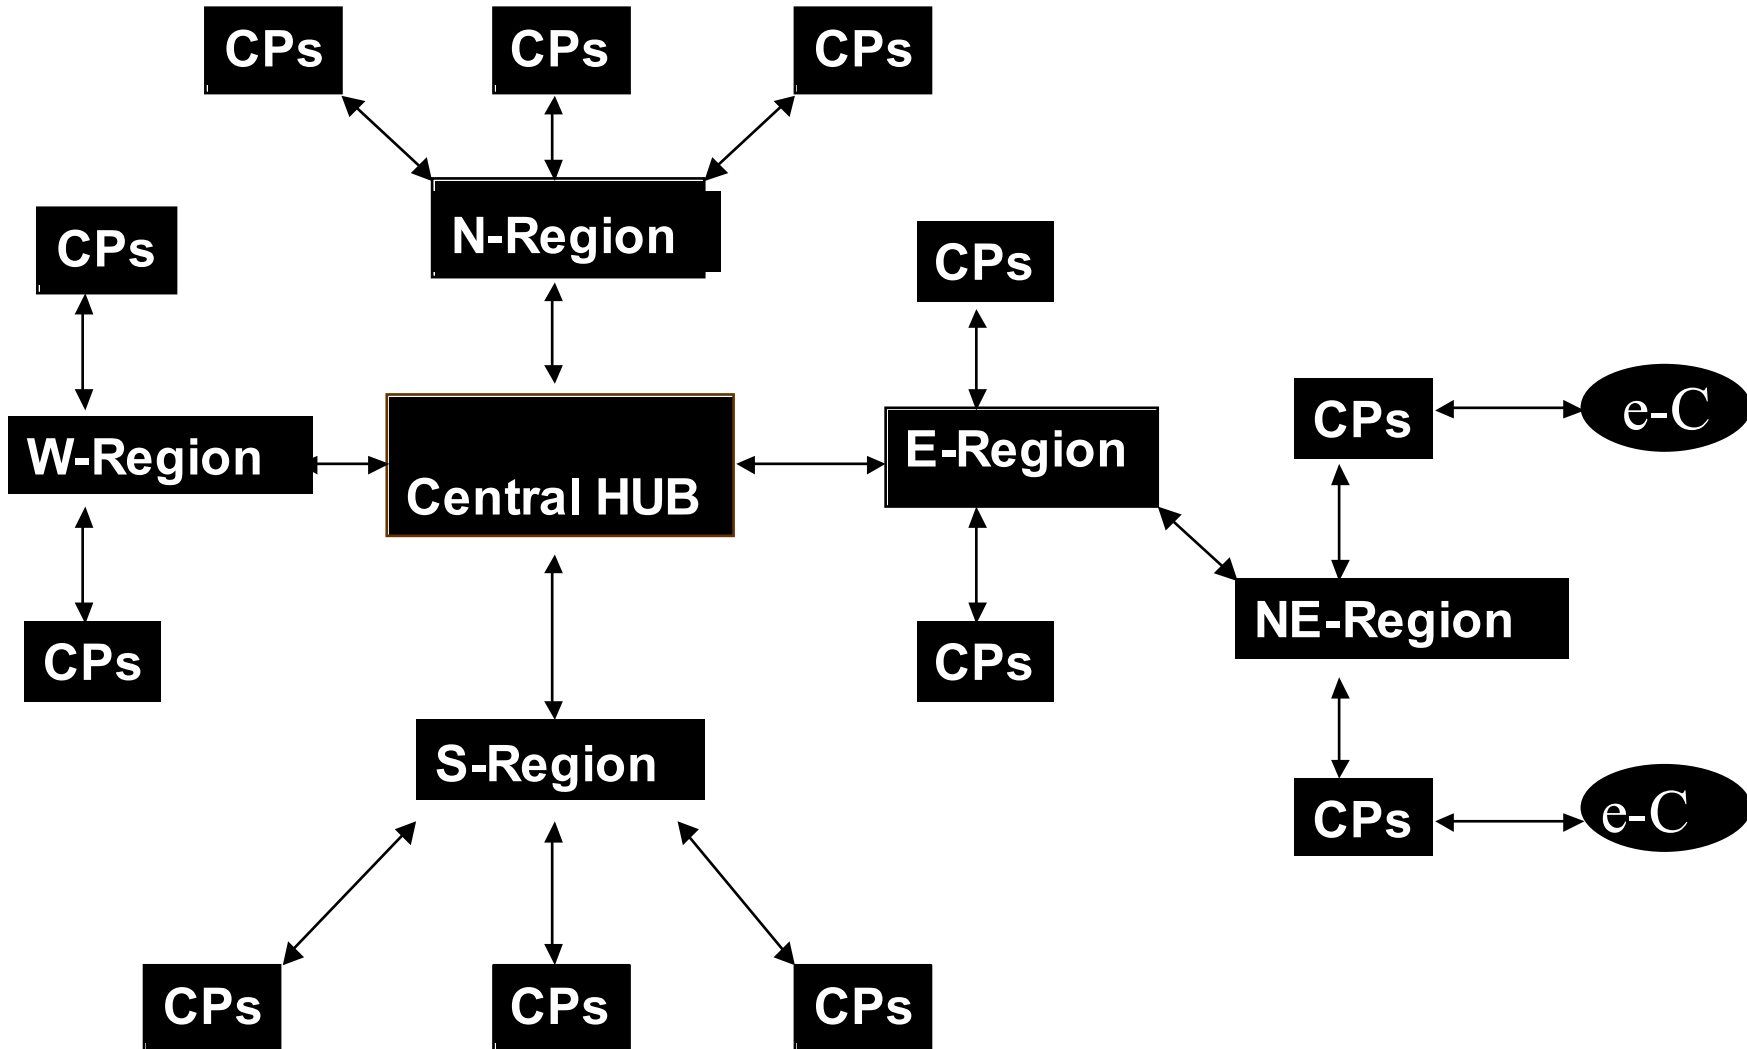 CPs
CPs
CPs
N-Region
CPs
CPs
W-Region
Central HUB
E-Region
CPs
e-C
NE-Region
CPs
CPs
S-Region
CPs
e-C
CPs
CPs
CPs